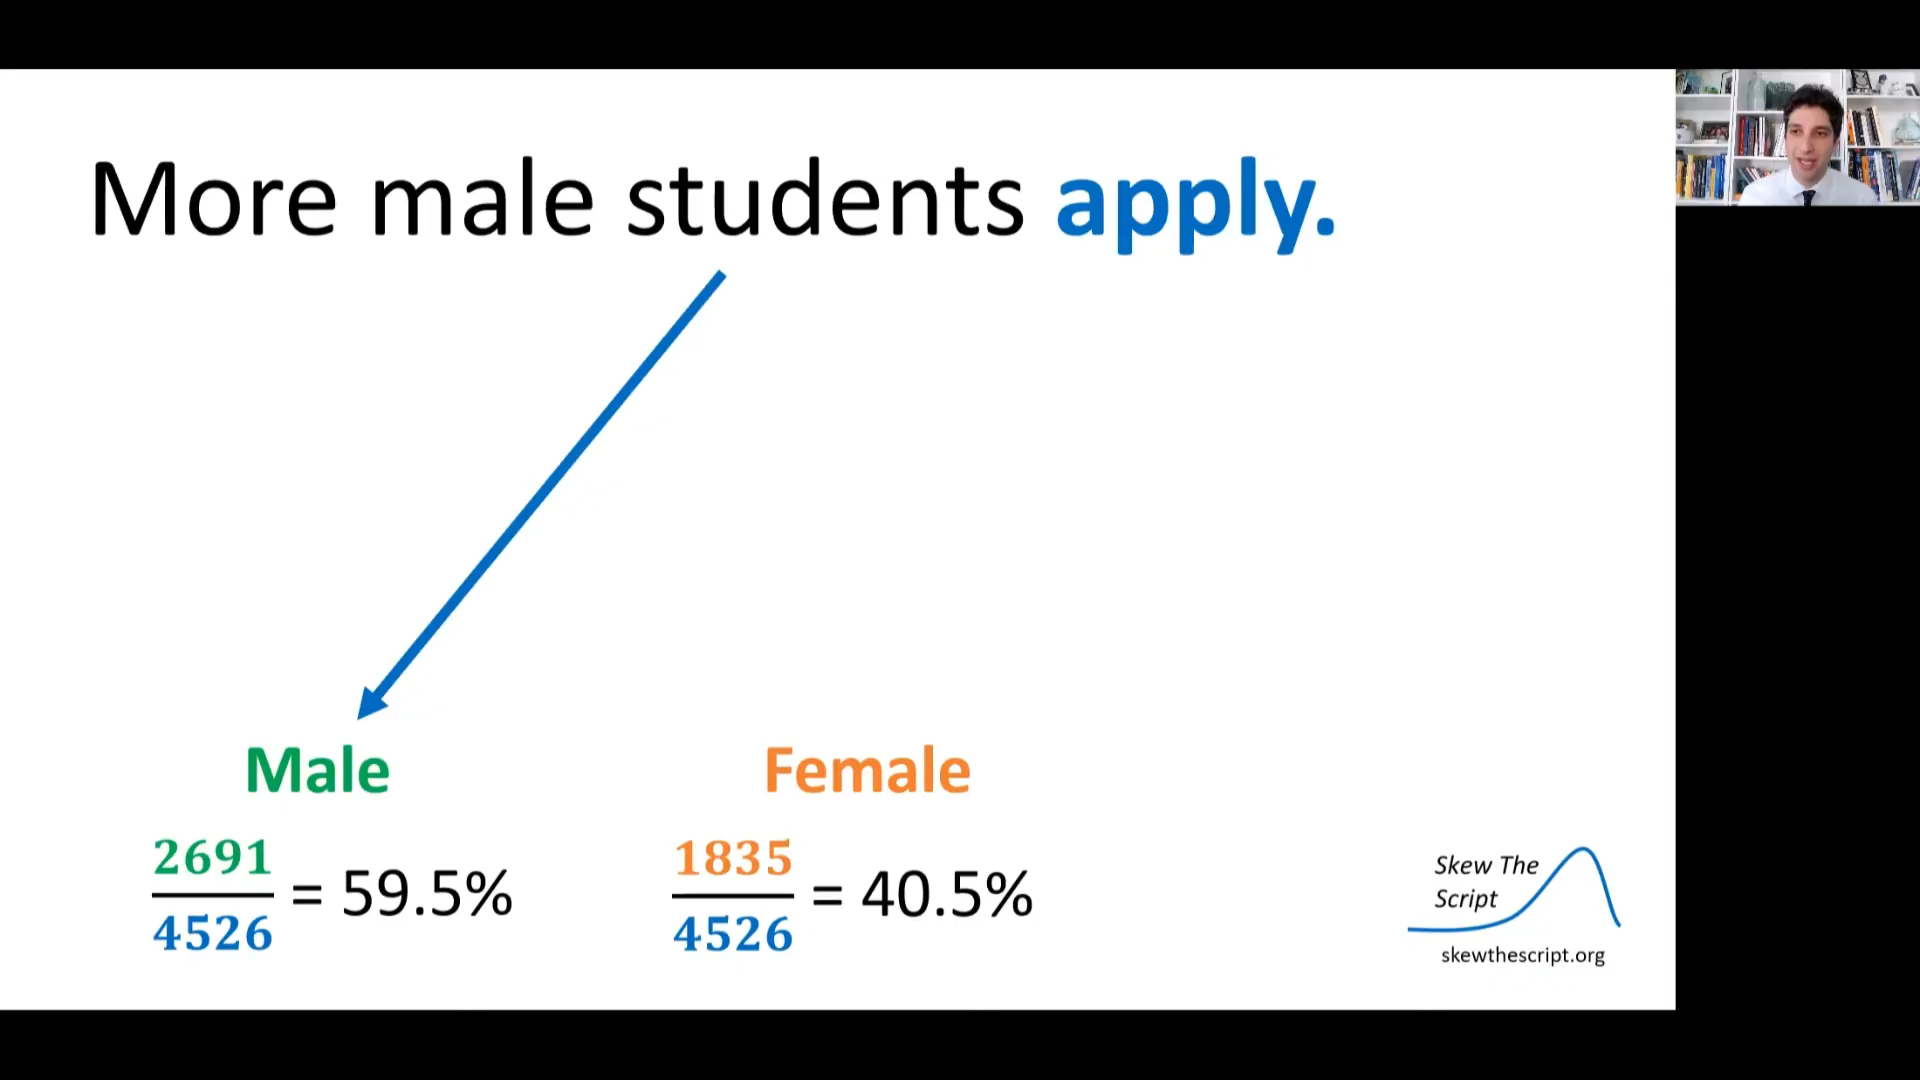 More male students apply.
Male
Female
2691
4526
= 59.5%
1835
4526
= 40.5%
Skew The
Script
skewthescript.org